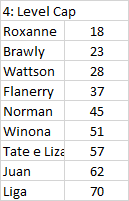 4: Level Cap
Roxanne 18
Brawly 23
Wattson 28
Flanerry 37
Norman 45
Winona 51
Tate e Liza 57
Juan 62
Liga 70